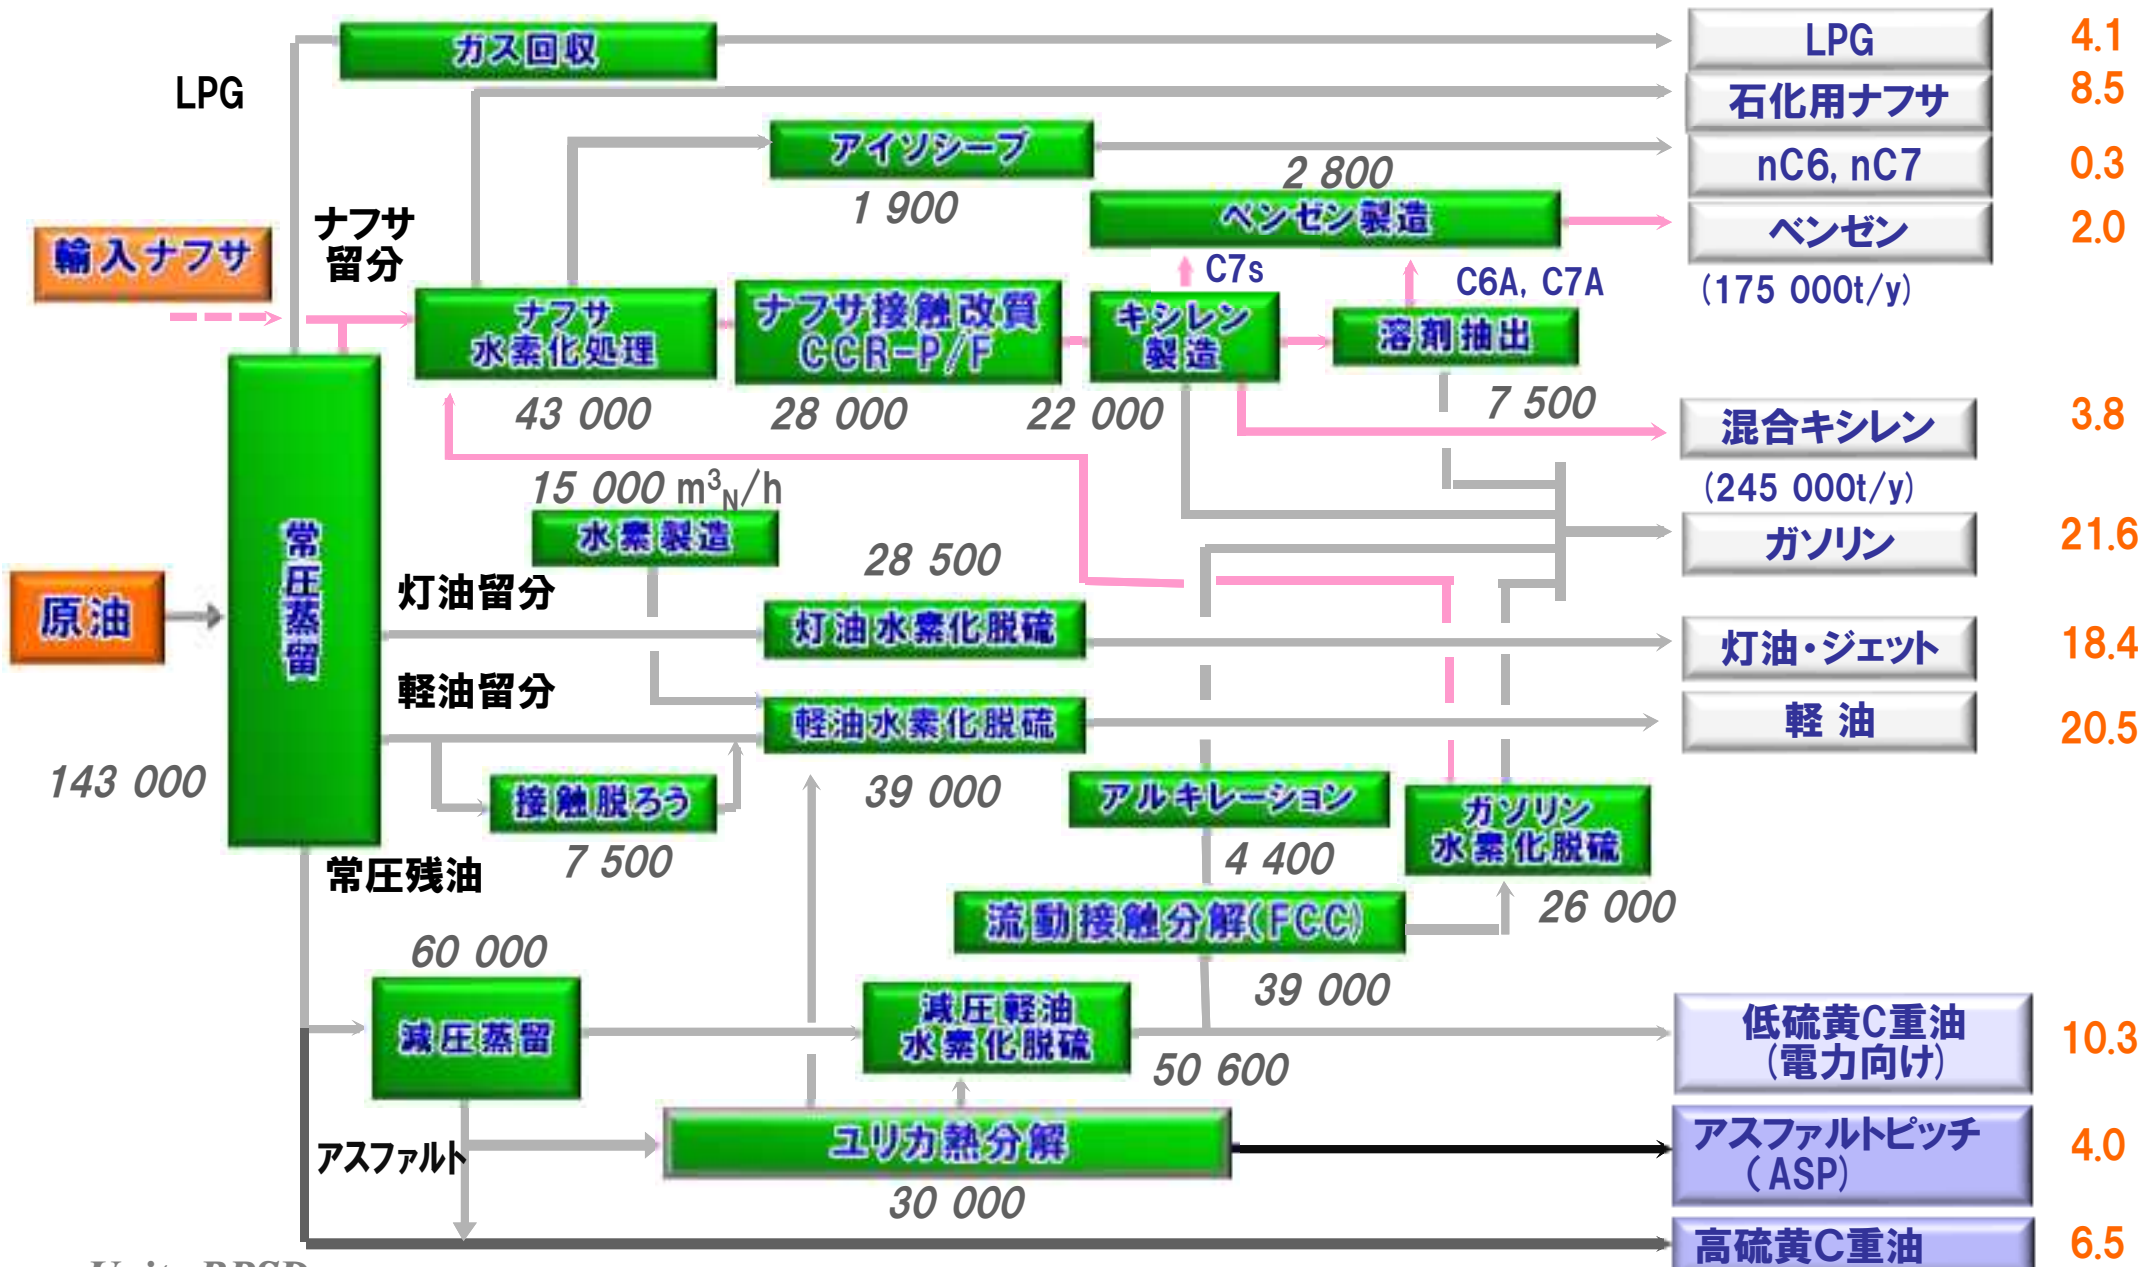 ガス回収
LPG
4.1
LPG
石化用ナフサ
8.5
アイソシーブ
1 900
nC6, nC7
0.3
2 800
ベンゼン製造
ベンゼン
2.0
(175 000t/y)
輸入ナフサ
ナフサ
留分
C7s
C6A, C7A
ナフサ
水素化処理
43 000
ナフサ接触改質
CCR-P/F
28 000
キシレン
製造
22 000
溶剤抽出
7 500
混合キシレン
3.8
(245 000t/y)
15 000 m³N/h
水素製造
ガソリン
21.6
常圧蒸留
原油
143 000
灯油留分
28 500
灯油水素化脱硫
灯油・ジェット
18.4
軽油留分
軽油水素化脱硫
39 000
軽 油
20.5
接触脱ろう
7 500
アルキレーション
4 400
ガソリン
水素化脱硫
26 000
常圧残油
流動接触分解(FCC)
39 000
60 000
減圧蒸留
減圧軽油
水素化脱硫
50 600
低硫黄C重油
(電力向け)
10.3
アスファルト
ユリカ熱分解
30 000
アスファルトピッチ
(ASP)
4.0
高硫黄C重油
6.5